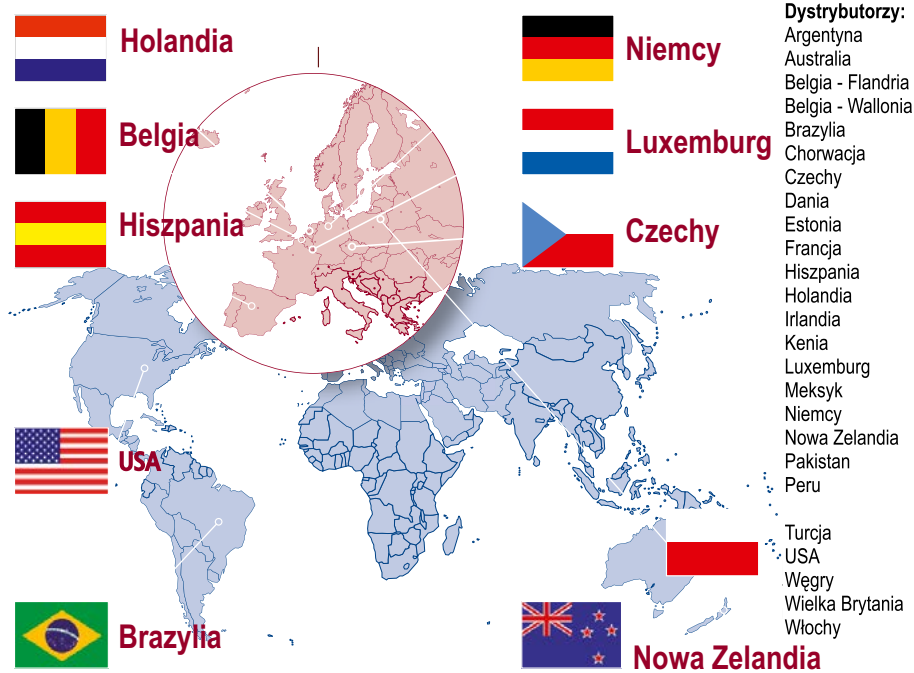 Holandia
Belgia
Hiszpania
USA
Brazylia
Niemcy
Luxemburg
Czechy
Nowa Zelandia
Dystrybutorzy:
Argentyna
Australia
Belgia - Flandria
Belgia - Wallonia
Brazylia
Chorwacja
Czechy
Dania
Estonia
Francja
Hiszpania
Holandia
Irlandia
Kenia
Luxemburg
Meksyk
Niemcy
Nowa Zelandia
Pakistan
Peru
Turcja
USA
Węgry
Wielka Brytania
Włochy